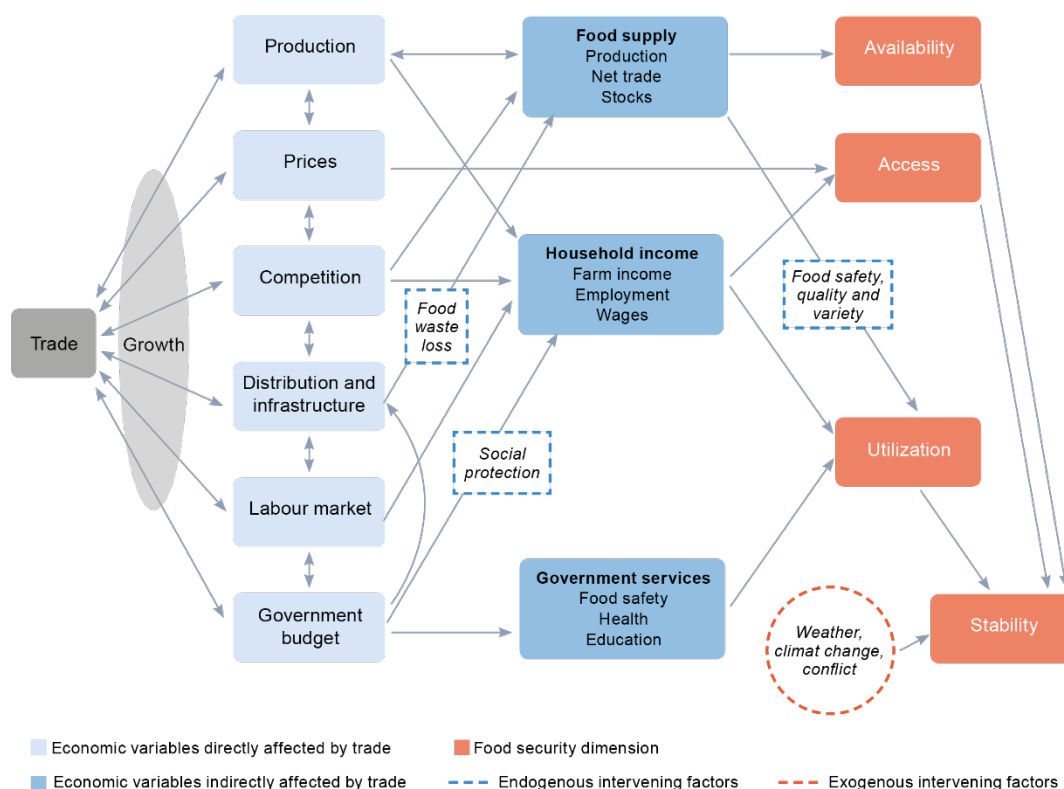 Trade
Growth
Production
Prices
Competition
Distribution and
infrastructure
Labour market
Government
budget
Food
waste
loss
Social
protection
Food supply
Production
Net trade
Stocks
Household income
Farm income
Employment
Wages
Government services
Food safety
Health
Education
Food safety,
quality and
variety
Weather,
climat change,
conflict
Availability
Access
Utilization
Stability
Economic variables directly affected by trade
Food security dimension
Economic variables indirectly affected by trade
Endogenous intervening factors
Exogenous intervening factors